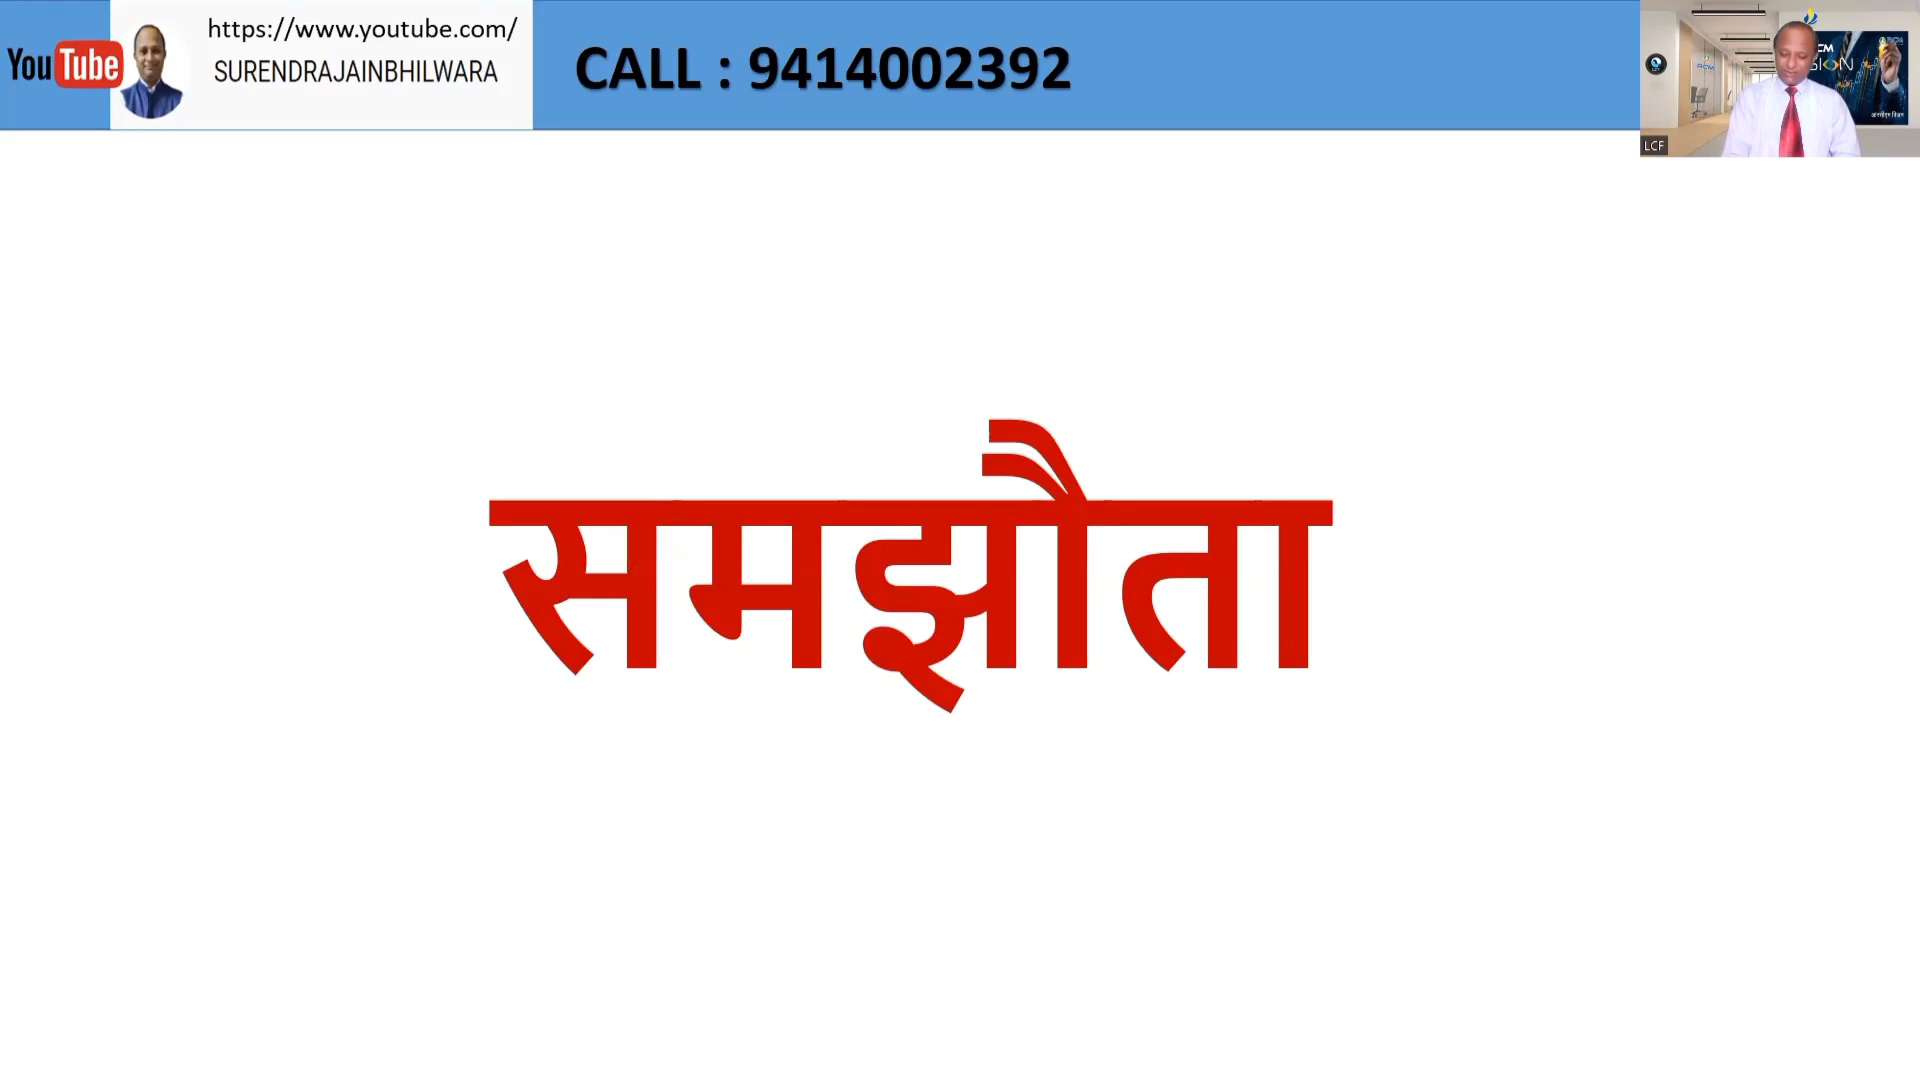 You Tube
https://www.youtube.com/
SURENDRAJAINBHILWARA
CALL : 9414002392
LCF
समझौता